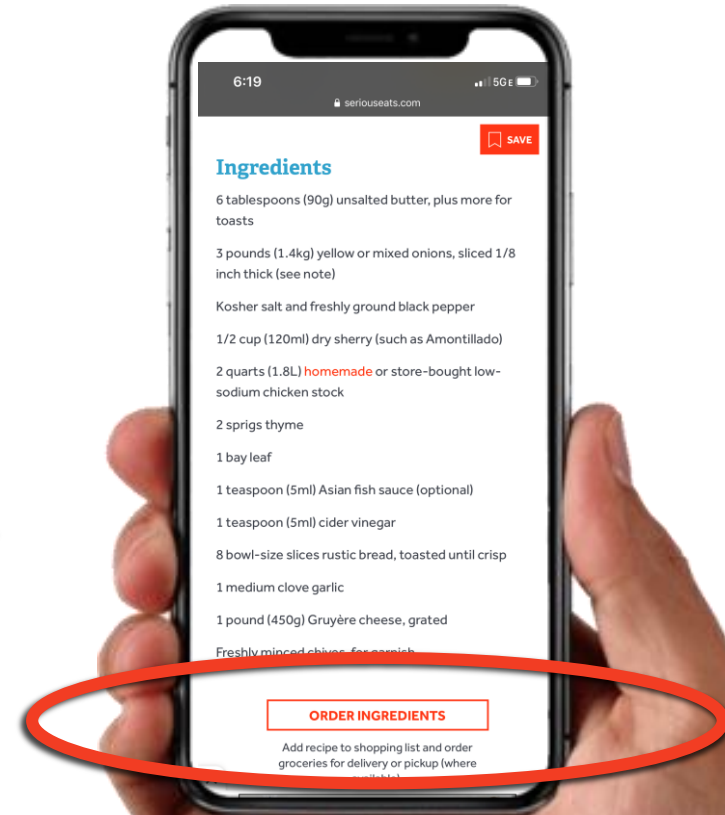 6:19
5GE
seriouseats.com
SAVE
Ingredients
6 tablespoons (90g) unsalted butter, plus more for
toasts
3 pounds (1.4kg) yellow or mixed onions, sliced 1/8
inch thick (see note)
Kosher salt and freshly ground black pepper
1/2 cup (120ml) dry sherry (such as Amontillado)
2 quarts (1.8L) homemade or store-bought low-
sodium chicken stock
2 sprigs thyme
1 bay leaf
1 teaspoon (5ml) Asian fish sauce (optional)
1 teaspoon (5ml) cider vinegar
8 bowl-size slices rustic bread, toasted until crisp
1 medium clove garlic
1 pound (450g) Gruyère cheese, grated
Freshly minced chives, for garnish
ORDER INGREDIENTS
Add recipe to shopping list and order
groceries for delivery or pickup (where
available)